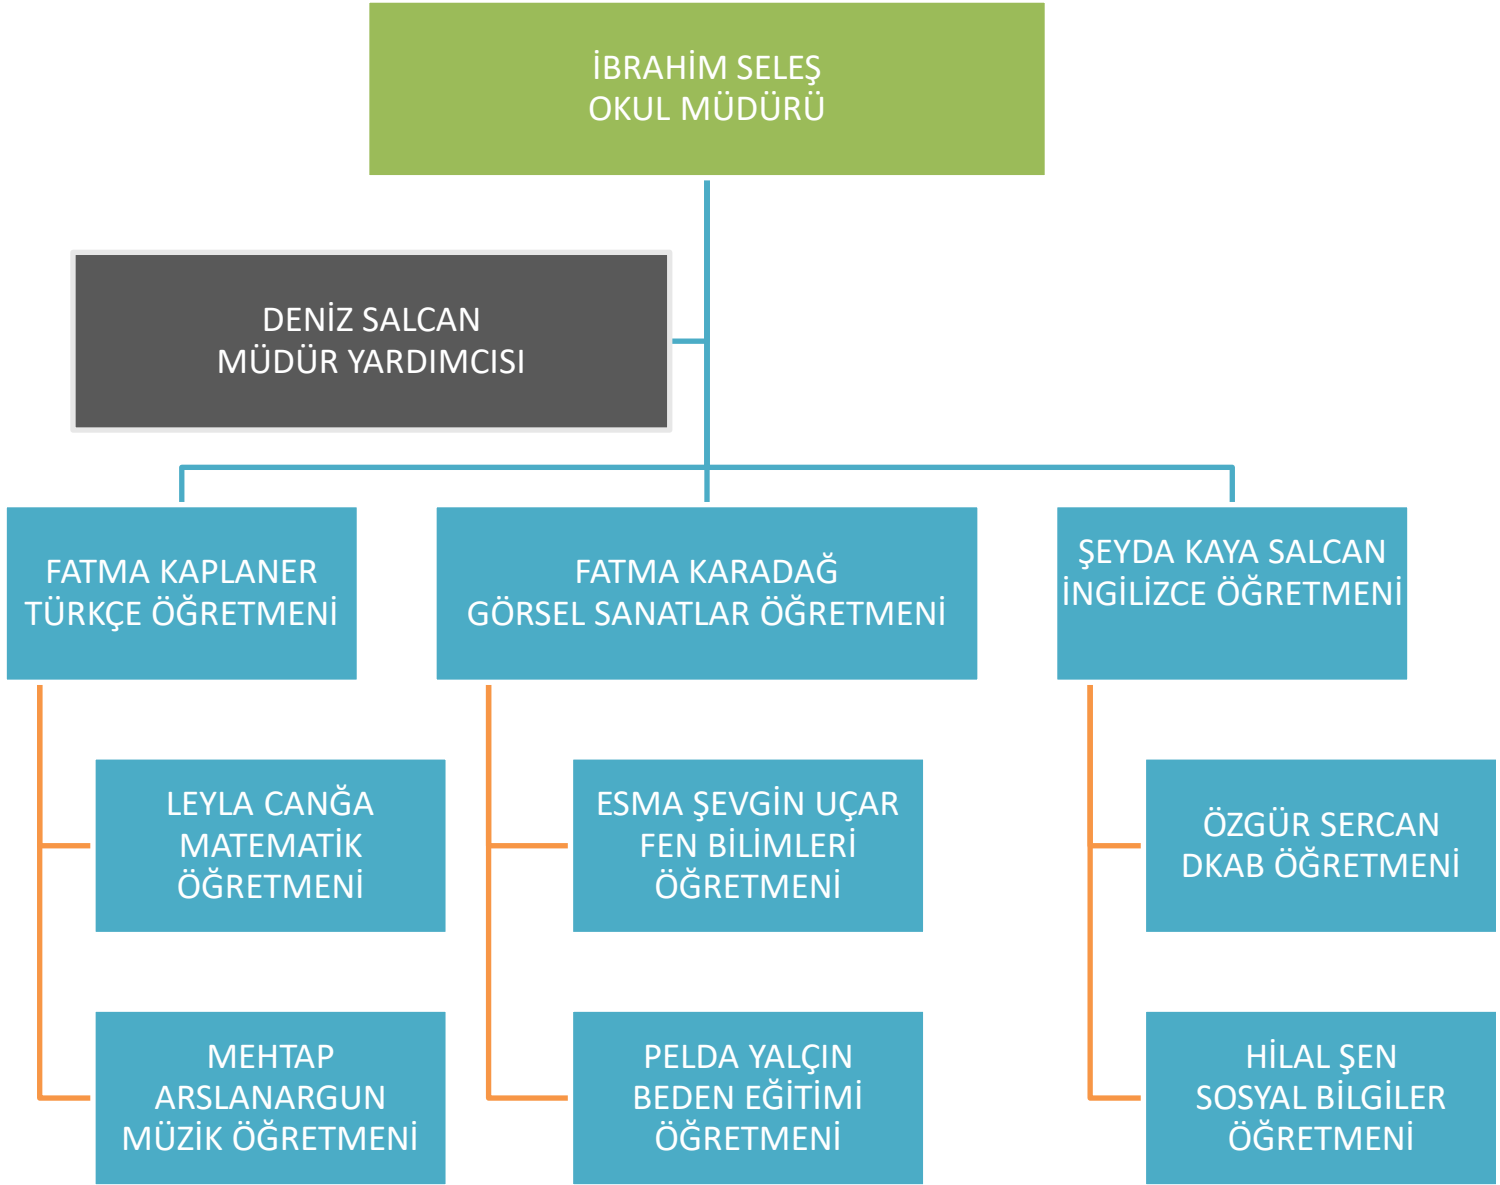 İBRAHİM SELEŞ
OKUL MÜDÜRÜ
DENİZ SALCAN
MÜDÜR YARDIMCISI
FATMA KAPLANER
TÜRKÇE ÖĞRETMENİ
FATMA KARADAĞ
GÖRSEL SANATLAR ÖĞRETMENİ
ŞEYDA KAYA SALCAN
İNGİLİZCE ÖĞRETMENİ
LEYLA CANĞA
MATEMATİK
ÖĞRETMENİ
ESMA ŞEVGİN UÇAR
FEN BİLİMLERİ
ÖĞRETMENİ
ÖZGÜR SERCAN
DKAB ÖĞRETMENİ
MEHTAP
ARSLANARGUN
MÜZİK ÖĞRETMENİ
PELDA YALÇIN
BEDEN EĞİTİMİ
ÖĞRETMENİ
HİLAL ŞEN
SOSYAL BİLGİLER
ÖĞRETMENİ